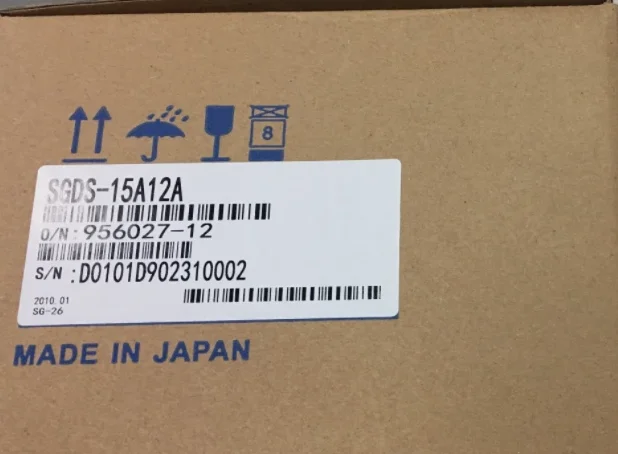 8
SGDS-15A12A
O/N:956027-12
S/N :D0101D902310002
2010.01
SG-26
MADE IN JAPAN